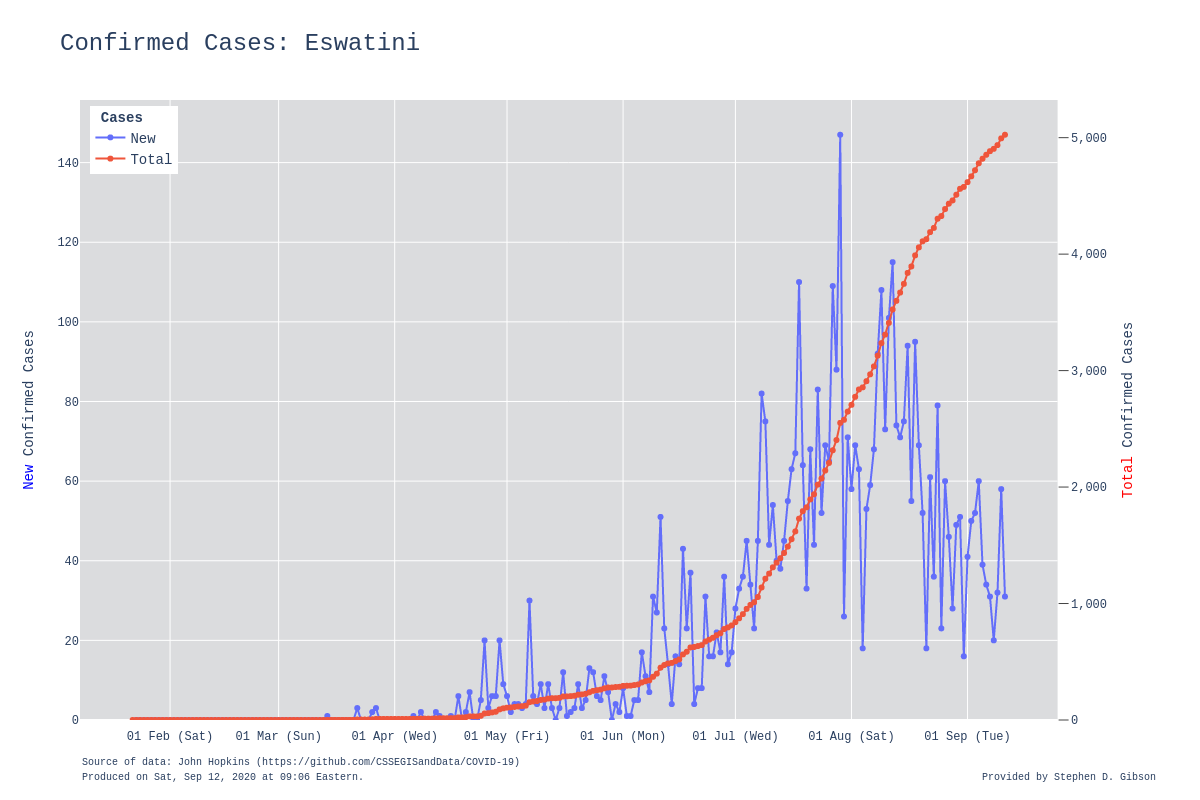 Confirmed Cases: Eswatini
Cases
New
Total
140
120
100
80
60
40
20
0
5,000
4,000
3,000
2,000
1,000
0
New Confirmed Cases
Total Confirmed Cases
01 Feb (Sat)
01 Mar (Sun)
01 Apr (Wed)
01 May (Fri)
01 Jun (Mon)
01 Jul (Wed)
01 Aug (Sat)
01 Sep (Tue)
Source of data: John Hopkins (https://github.com/CSSEGISandData/COVID-19)
Produced on Sat, Sep 12, 2020 at 09:06 Eastern.
Provided by Stephen D. Gibson